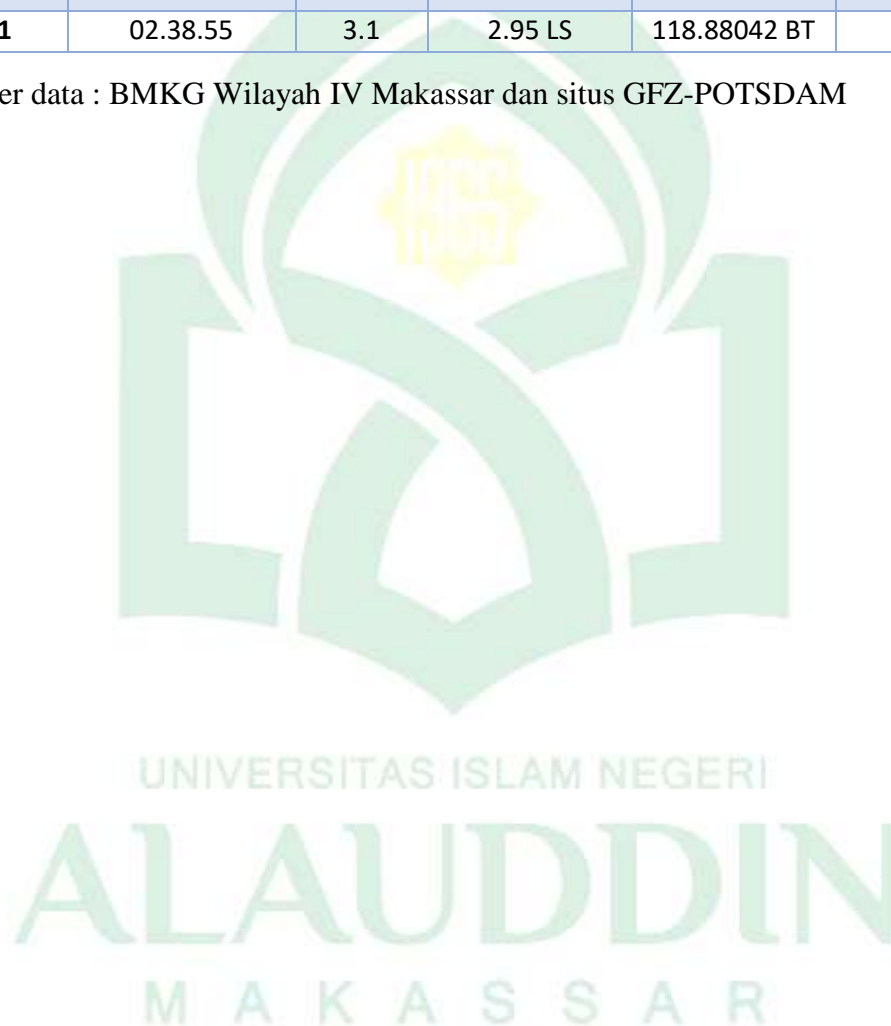 1 02.38.55 3.1 2.95 LS 118.88042 BT
er data : BMKG Wilayah IV Makassar dan situs GFZ-POTSDAM
UNIVERSITAS ISLAM NEGERI
ALAUDDIN
MAKASSAR